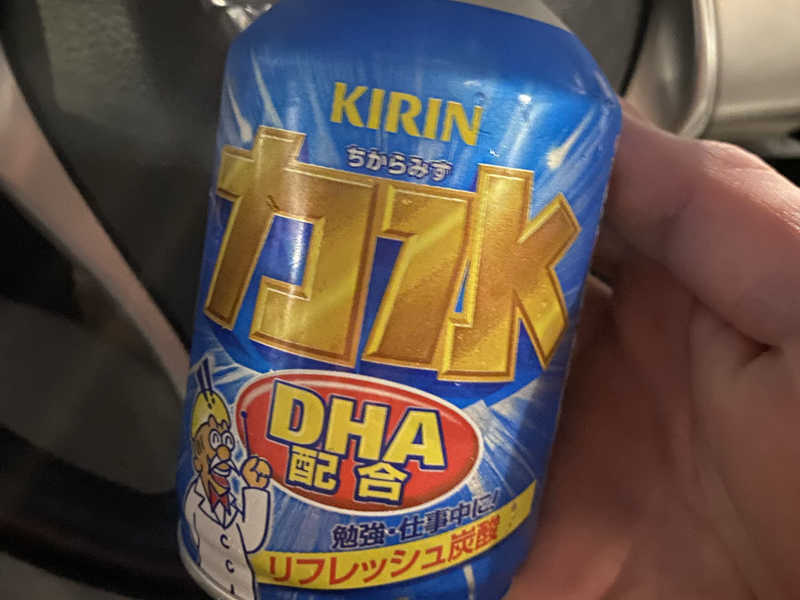 KIRIN
ちからみず
力水
DHA
配合
勉強・仕事中に!
リフレッシュ炭酸